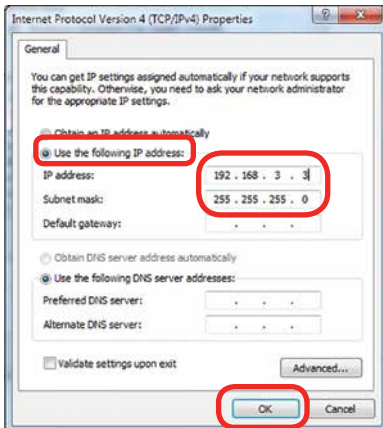 Internet Protocol Version 4 (TCP/IPv4) Properties
General
You can get IP settings assigned automatically if your network supports
this capability. Otherwise, you need to ask your network administrator
for the appropriate IP settings.
Obtain an IP address automatically
Use the following IP address:
IP address: 192 . 168 . 3 . 3
Subnet mask: 255 . 255 . 255 . 0
Default gateway: . . .
Obtain DNS server address automatically
Use the following DNS server addresses:
Preferred DNS server: . . .
Alternate DNS server: . . .
Validate settings upon exit
Advanced...
OK Cancel